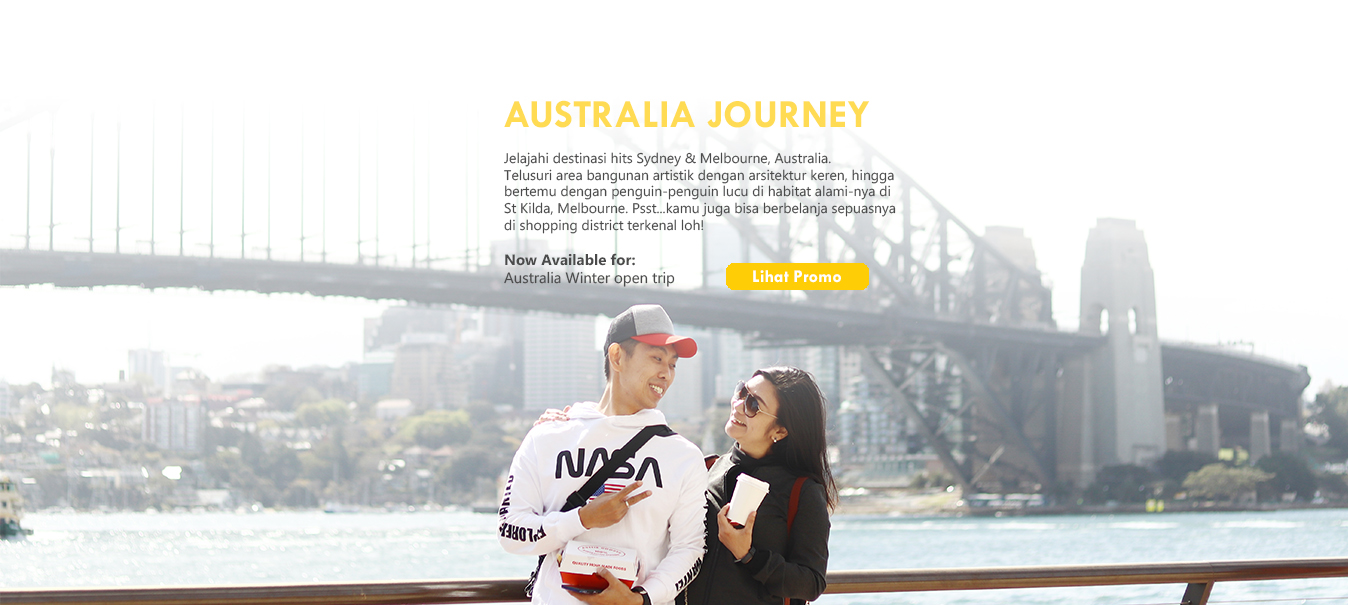 AUSTRALIA JOURNEY
Jelajahi destinasi hits Sydney & Melbourne, Australia.
Telusuri area bangunan artistik dengan arsitektur keren, hingga
bertemu dengan penguin-penguin lucu di habitat alami-nya di
St Kilda, Melbourne. Psst...kamu juga bisa berbelanja sepuasnya
di shopping district terkenal loh!
Now Available for:
Australia Winter open trip
Lihat Promo
NASA